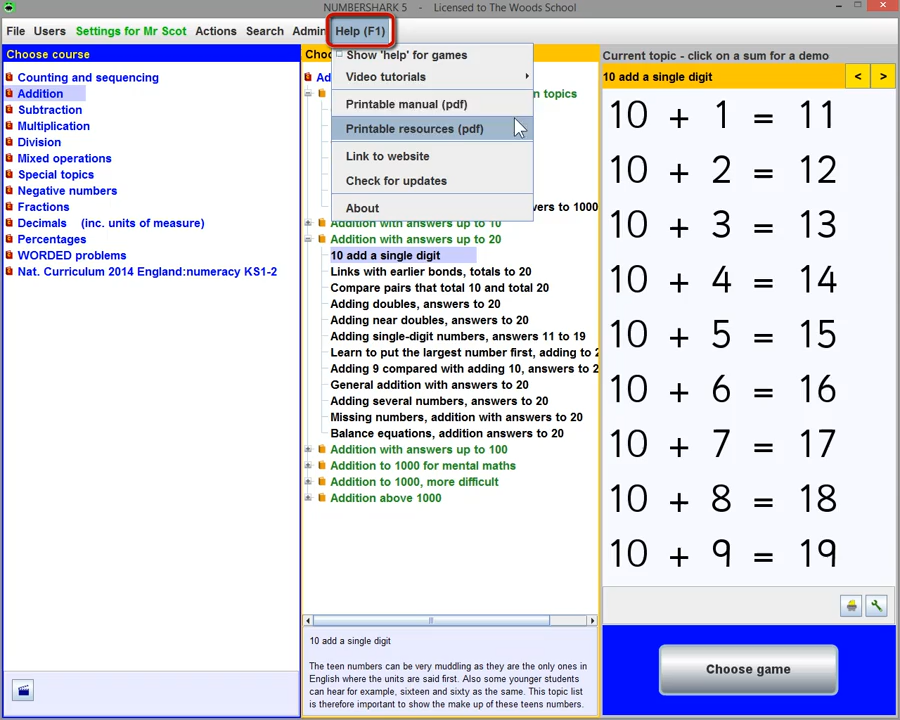 NUMBERSHARK 5 - Licensed to The Woods School
File Users Settings for Mr Scot Actions Search Admin Help (F1)
Choose course
Counting and sequencing
Addition
Subtraction
Multiplication
Division
Mixed operations
Special topics
Negative numbers
Fractions
Decimals (inc. units of measure)
Percentages
WORDED problems
Nat. Curriculum 2014 England:numeracy KS1-2
Choo
Ad
Show 'help' for games
Video tutorials
Printable manual (pdf)
Printable resources (pdf)
Link to website
Check for updates
About
n topics
wers to 1000
Addition with answers up to 10
Addition with answers up to 20
10 add a single digit
Links with earlier bonds, totals to 20
Compare pairs that total 10 and total 20
Adding doubles, answers to 20
Adding near doubles, answers to 20
Adding single-digit numbers, answers 11 to 19
Learn to put the largest number first, adding to 2
Adding 9 compared with adding 10, answers to 2
General addition with answers to 20
Adding several numbers, answers to 20
Missing numbers, addition with answers to 20
Balance equations, addition answers to 20
Addition with answers up to 100
Addition to 1000 for mental maths
Addition to 1000, more difficult
Addition above 1000
10 add a single digit
The teen numbers can be very muddling as they are the only ones in
English where the units are said first. Also some younger students
can hear for example, sixteen and sixty as the same. This topic list
is therefore important to show the make up of these teens numbers.
Current topic - click on a sum for a demo
10 add a single digit < >
10 + 1 = 11
10 + 2 = 12
10 + 3 = 13
10 + 4 = 14
10 + 5 = 15
10 + 6 = 16
10 + 7 = 17
10 + 8 = 18
10 + 9 = 19
Choose game